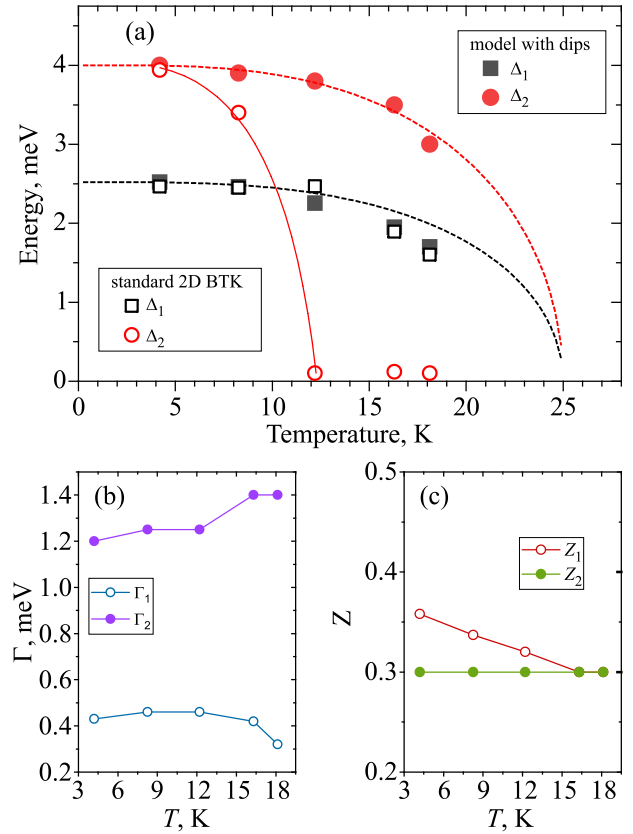 (a)
model with dips
Δ1
Δ2
4
3
2
1
0
Energy, meV
standard 2D BTK
Δ1
Δ2
0 5 10 15 20 25
Temperature, K
(b)
1.4
1.2
1.0
0.8
0.6
0.4
0.2
Γ, meV
Γ1
Γ2
3 6 9 12 15 18
T, K
(c)
0.5
0.4
0.3
0.2
Z
Z1
Z2
3 6 9 12 15 18
T, K